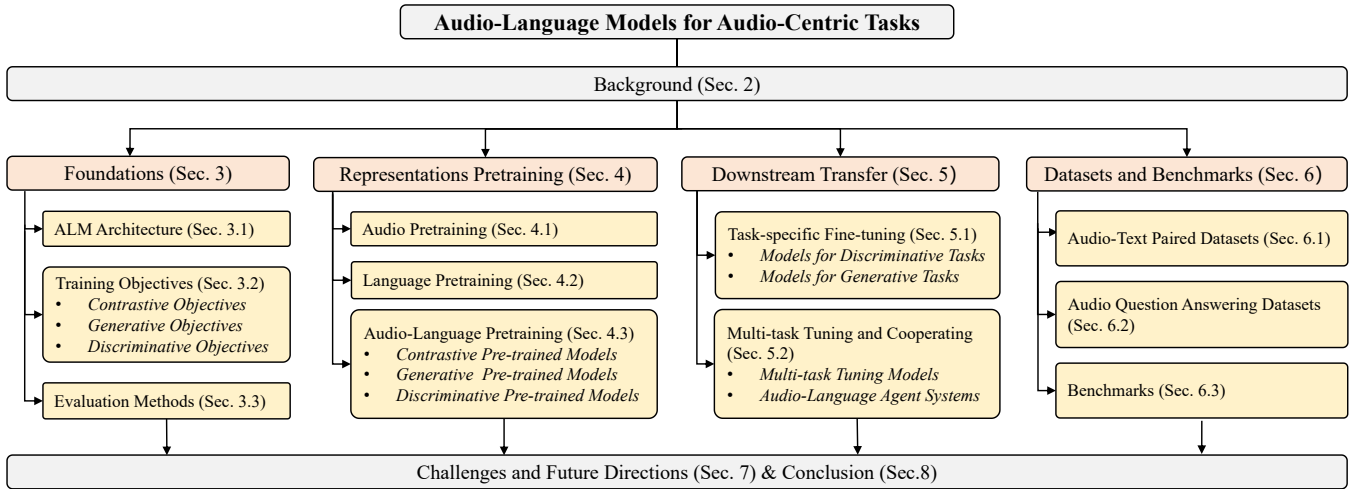 Audio-Language Models for Audio-Centric Tasks
Background (Sec. 2)
Foundations (Sec. 3)
ALM Architecture (Sec. 3.1)
Training Objectives (Sec. 3.2)
• Contrastive Objectives
• Generative Objectives
• Discriminative Objectives
Evaluation Methods (Sec. 3.3)
Representations Pretraining (Sec. 4)
Audio Pretraining (Sec. 4.1)
Language Pretraining (Sec. 4.2)
Audio-Language Pretraining (Sec. 4.3)
• Contrastive Pre-trained Models
• Generative Pre-trained Models
• Discriminative Pre-trained Models
Downstream Transfer (Sec. 5)
Task-specific Fine-tuning (Sec. 5.1)
• Models for Discriminative Tasks
• Models for Generative Tasks
Multi-task Tuning and Cooperating
(Sec. 5.2)
• Multi-task Tuning Models
• Audio-Language Agent Systems
Datasets and Benchmarks (Sec. 6)
Audio-Text Paired Datasets (Sec. 6.1)
Audio Question Answering Datasets
(Sec. 6.2)
Benchmarks (Sec. 6.3)
Challenges and Future Directions (Sec. 7) & Conclusion (Sec.8)